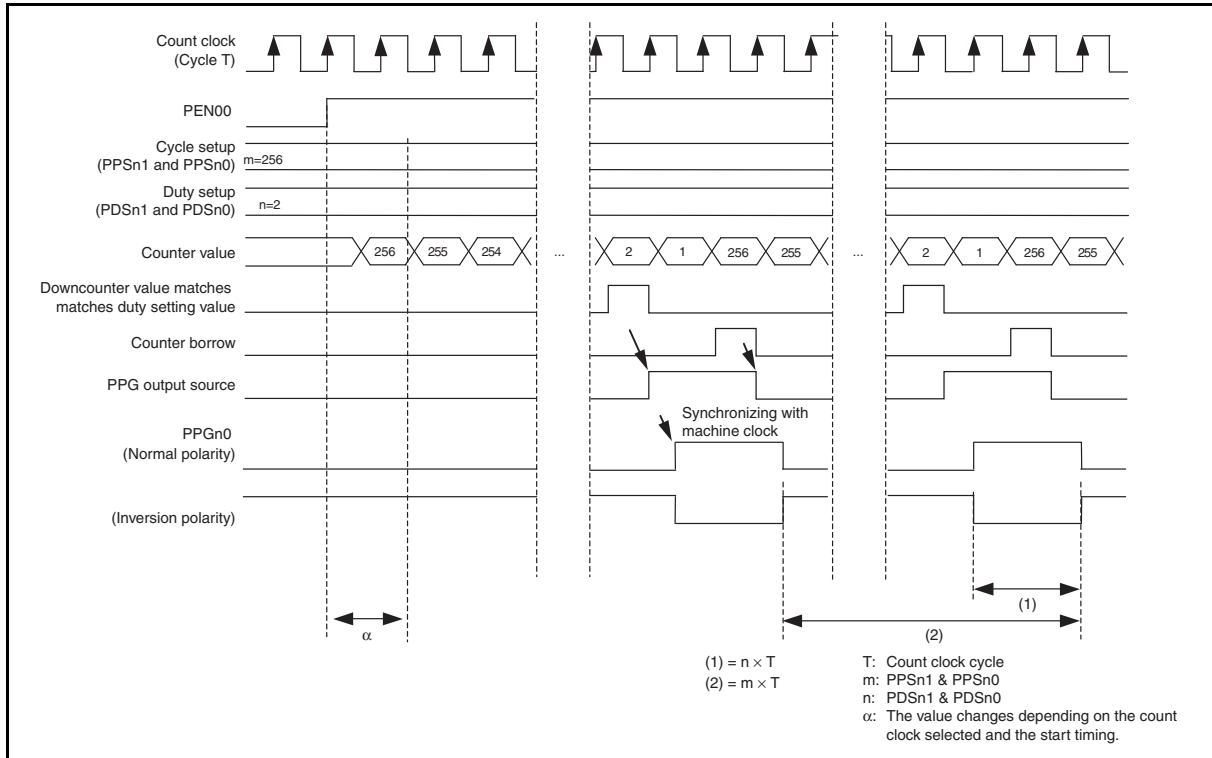 Count clock
(Cycle T)
PEN00
Cycle setup
(PPSn1 and PPSn0)
m=256
Duty setup
(PDSn1 and PDSn0)
n=2
Counter value
256 255 254 ... 2 1 256 255 ... 2 1 256 255
Downcounter value matches
matches duty setting value
Counter borrow
PPG output source
Synchronizing with
machine clock
PPGn0
(Normal polarity)
(Inversion polarity)
α
(1)
(2)
(1) = n × T
(2) = m × T
T: Count clock cycle
m: PPSn1 & PPSn0
n: PDSn1 & PDSn0
α: The value changes depending on the count
clock selected and the start timing.